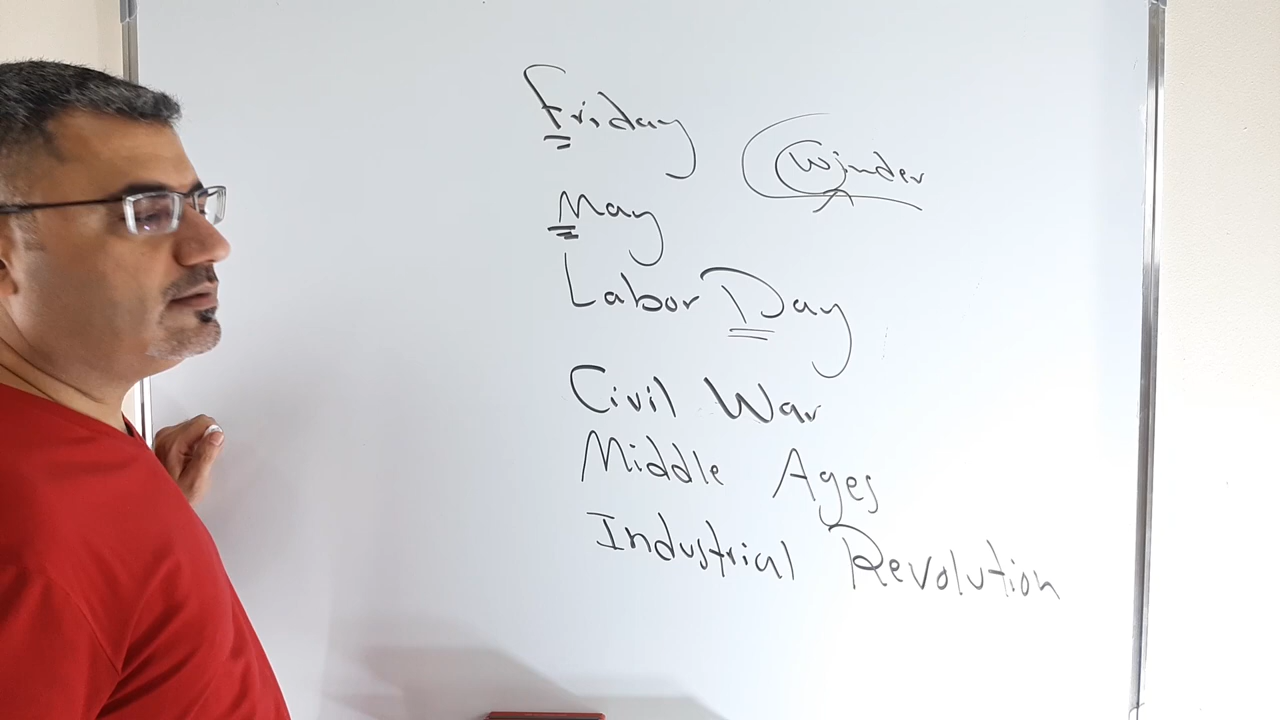 Friday
winder
May
Labor Day
Civil War
Middle Ages
Industrial Revolution